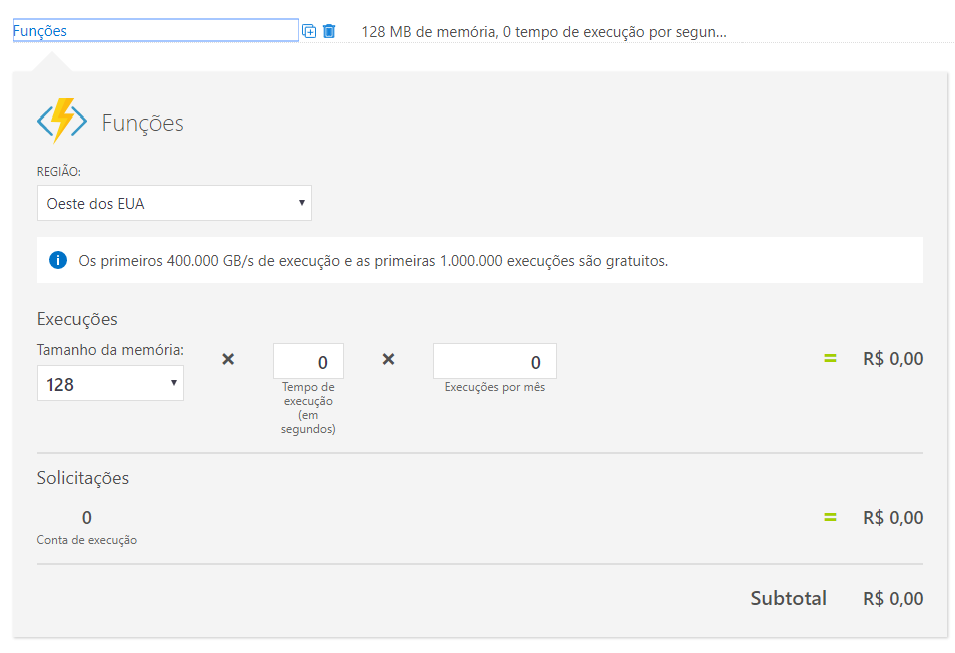 Funções
128 MB de memória, 0 tempo de execução por segun...
Funções
REGIÃO:
Oeste dos EUA
Os primeiros 400.000 GB/s de execução e as primeiras 1.000.000 execuções são gratuitos.
Execuções
Tamanho da memória:
128
×
0
Tempo de
execução
(em
segundos)
×
0
Execuções por mês
=
R$ 0,00
Solicitações
0
Conta de execução
=
R$ 0,00
Subtotal
R$ 0,00